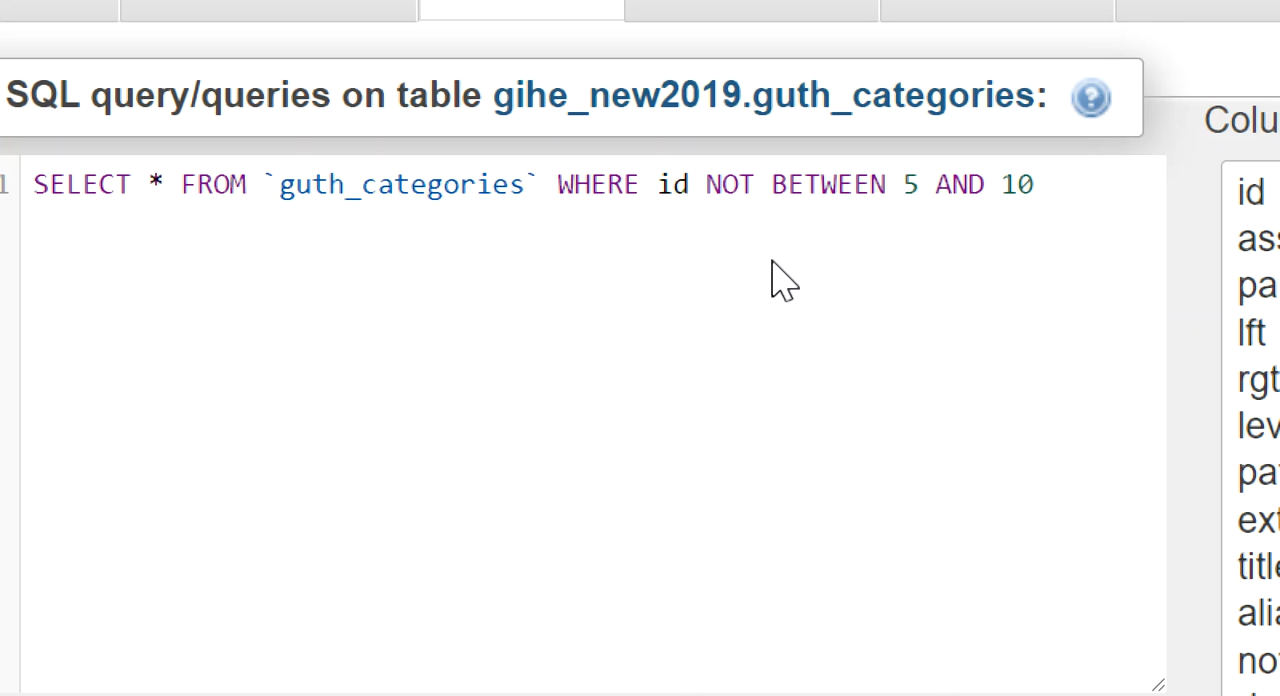 SQL query/queries on table gihe_new2019.guth_categories:
Colu
1 SELECT * FROM `guth_categories` WHERE id NOT BETWEEN 5 AND 10
id
ass
pa
lft
rgt
lev
pat
ext
title
alia
not